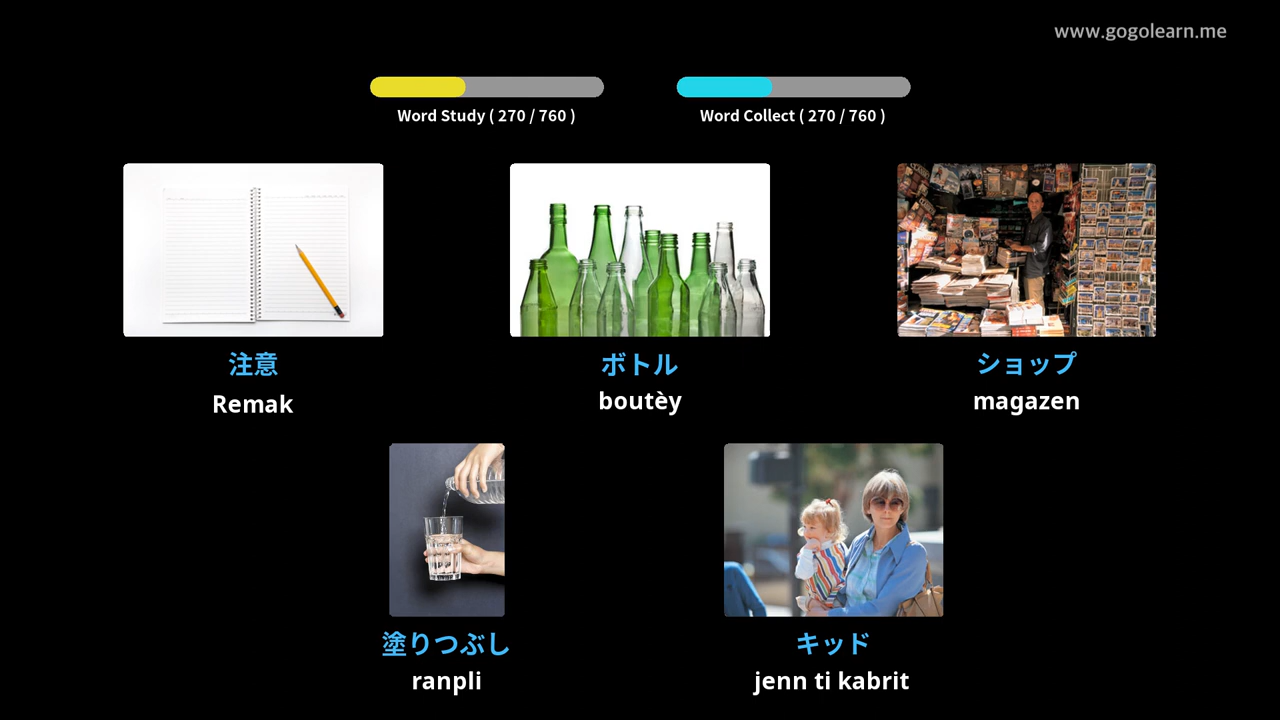 www.gogolearn.me
Word Study ( 270 / 760 )
Word Collect ( 270 / 760 )
注意
Remak
ボトル
boutèy
ショップ
magazen
塗りつぶし
ranpli
キッド
jenn ti kabrit